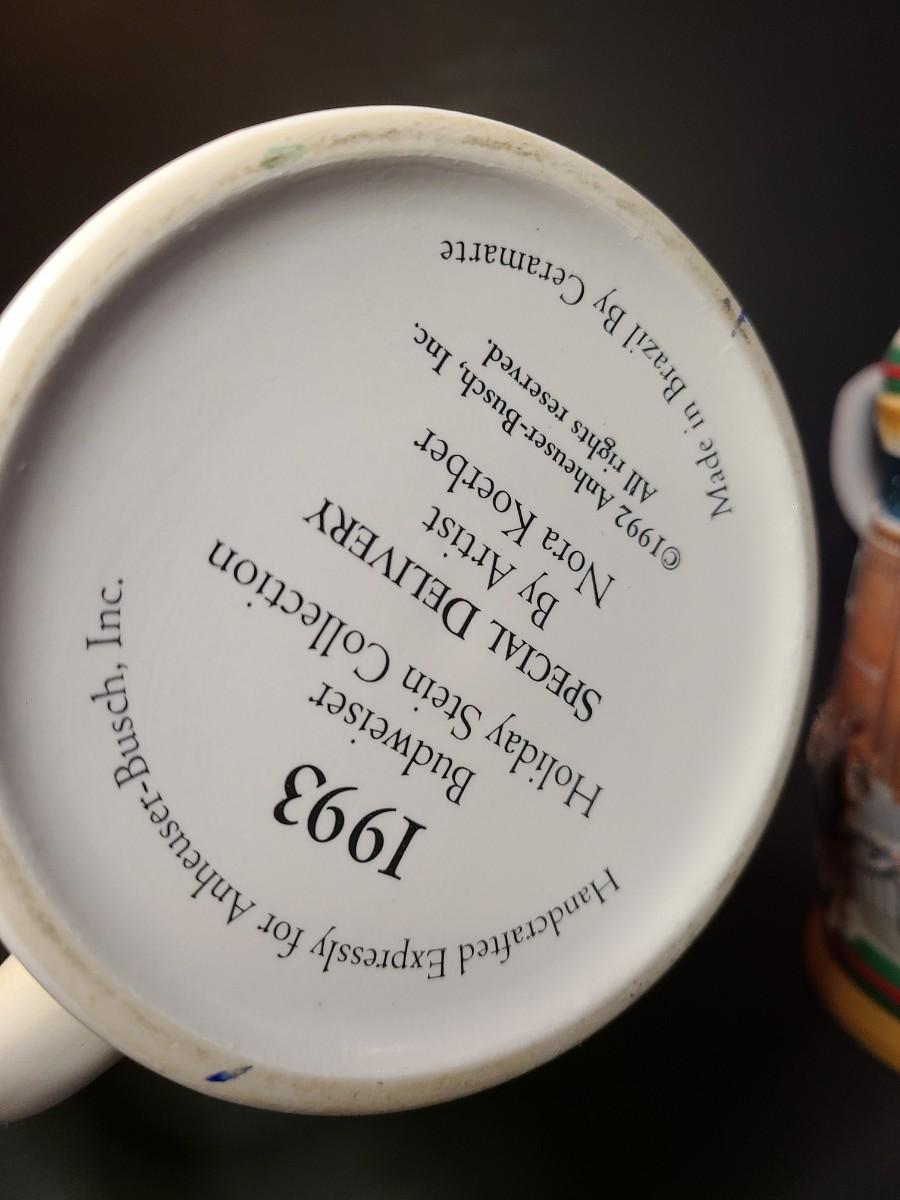 Handcrafted Expressly for Anheuser-Busch, Inc.
1993
Budweiser
Holiday Stein Collection
SPECIAL DELIVERY
By Artist
Nora Koerber
©1992 Anheuser-Busch, Inc.
All rights reserved.
Made in Brazil By Ceramarte